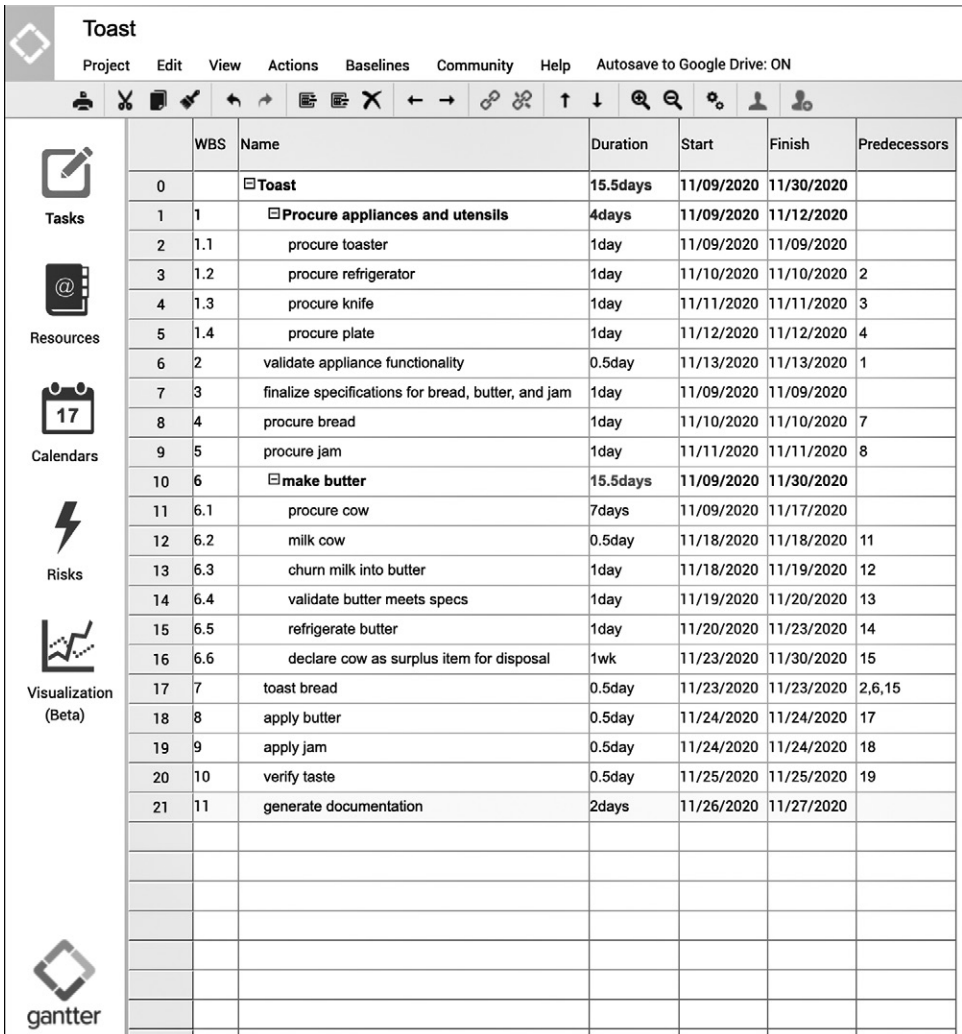 Toast
Project Edit View Actions Baselines Community Help Autosave to Google Drive: ON
WBS Name Duration Start Finish Predecessors
0 Toast 15.5days 11/09/2020 11/30/2020
Tasks
1 1 Procure appliances and utensils 4days 11/09/2020 11/12/2020
2 1.1 procure toaster 1day 11/09/2020 11/09/2020
3 1.2 procure refrigerator 1day 11/10/2020 11/10/2020 2
@
4 1.3 procure knife 1day 11/11/2020 11/11/2020 3
Resources
5 1.4 procure plate 1day 11/12/2020 11/12/2020 4
6 2 validate appliance functionality 0.5day 11/13/2020 11/13/2020 1
7 3 finalize specifications for bread, butter, and jam 1day 11/09/2020 11/09/2020
17
8 4 procure bread 1day 11/10/2020 11/10/2020 7
Calendars
9 5 procure jam 1day 11/11/2020 11/11/2020 8
10 6 make butter 15.5days 11/09/2020 11/30/2020
11 6.1 procure cow 7days 11/09/2020 11/17/2020
12 6.2 milk cow 0.5day 11/18/2020 11/18/2020 11
Risks
13 6.3 churn milk into butter 1day 11/18/2020 11/19/2020 12
14 6.4 validate butter meets specs 1day 11/19/2020 11/20/2020 13
15 6.5 refrigerate butter 1day 11/20/2020 11/23/2020 14
16 6.6 declare cow as surplus item for disposal 1wk 11/23/2020 11/30/2020 15
Visualization
(Beta)
17 7 toast bread 0.5day 11/23/2020 11/23/2020 2,6,15
18 8 apply butter 0.5day 11/24/2020 11/24/2020 17
19 9 apply jam 0.5day 11/24/2020 11/24/2020 18
20 10 verify taste 0.5day 11/25/2020 11/25/2020 19
21 11 generate documentation 2days 11/26/2020 11/27/2020
gantter